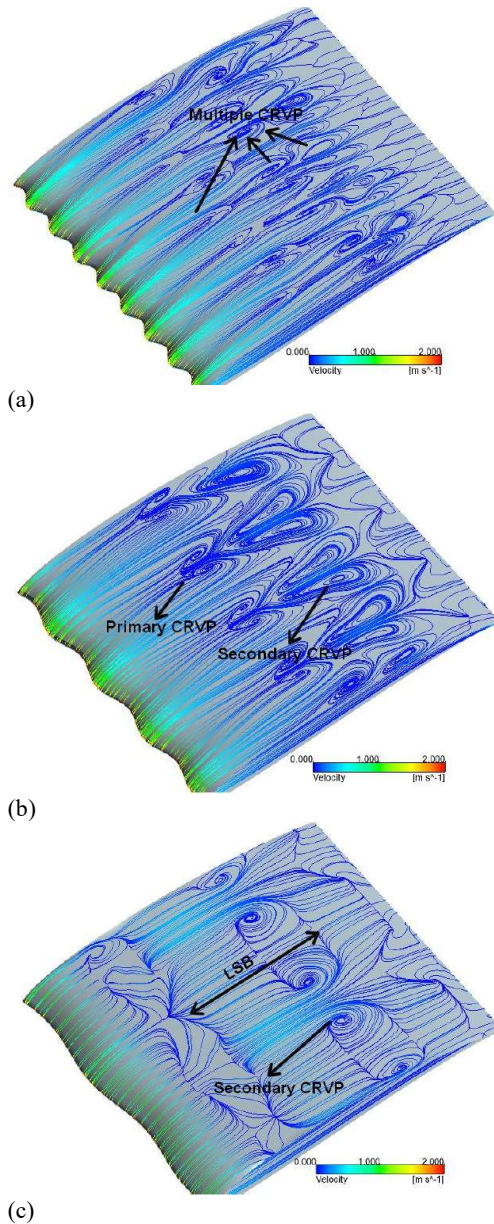 Multiple CRVP
0.000 1.000 2.000
Velocity [m s^-1]
(a)
Primary CRVP
Secondary CRVP
0.000 1.000 2.000
Velocity [m s^-1]
(b)
LSB
Secondary CRVP
0.000 1.000 2.000
Velocity [m s^-1]
(c)